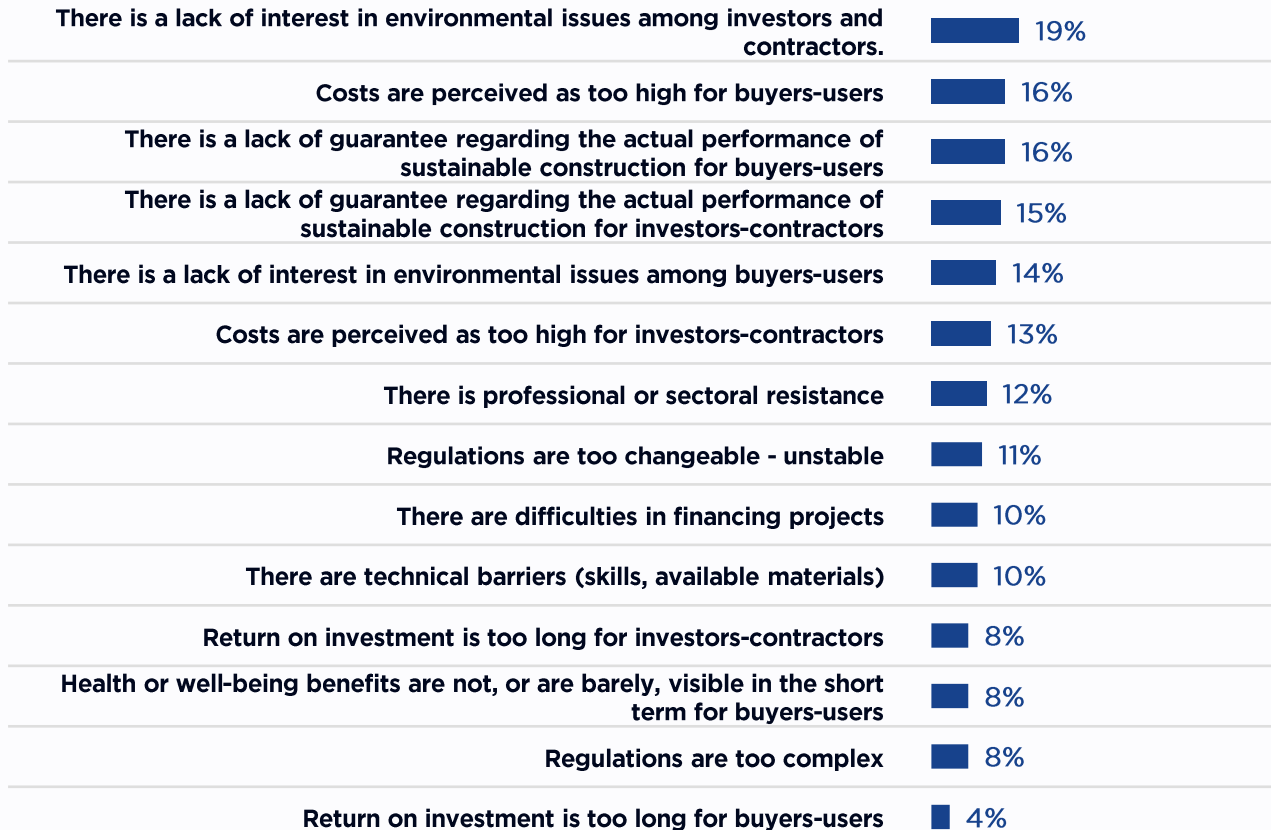 There is a lack of interest in environmental issues among investors and
contractors.
19%
Costs are perceived as too high for buyers-users
16%
There is a lack of guarantee regarding the actual performance of
sustainable construction for buyers-users
16%
There is a lack of guarantee regarding the actual performance of
sustainable construction for investors-contractors
15%
There is a lack of interest in environmental issues among buyers-users
14%
Costs are perceived as too high for investors-contractors
13%
There is professional or sectoral resistance
12%
Regulations are too changeable - unstable
11%
There are difficulties in financing projects
10%
There are technical barriers (skills, available materials)
10%
Return on investment is too long for investors-contractors
8%
Health or well-being benefits are not, or are barely, visible in the short
term for buyers-users
8%
Regulations are too complex
8%
Return on investment is too long for buyers-users
4%